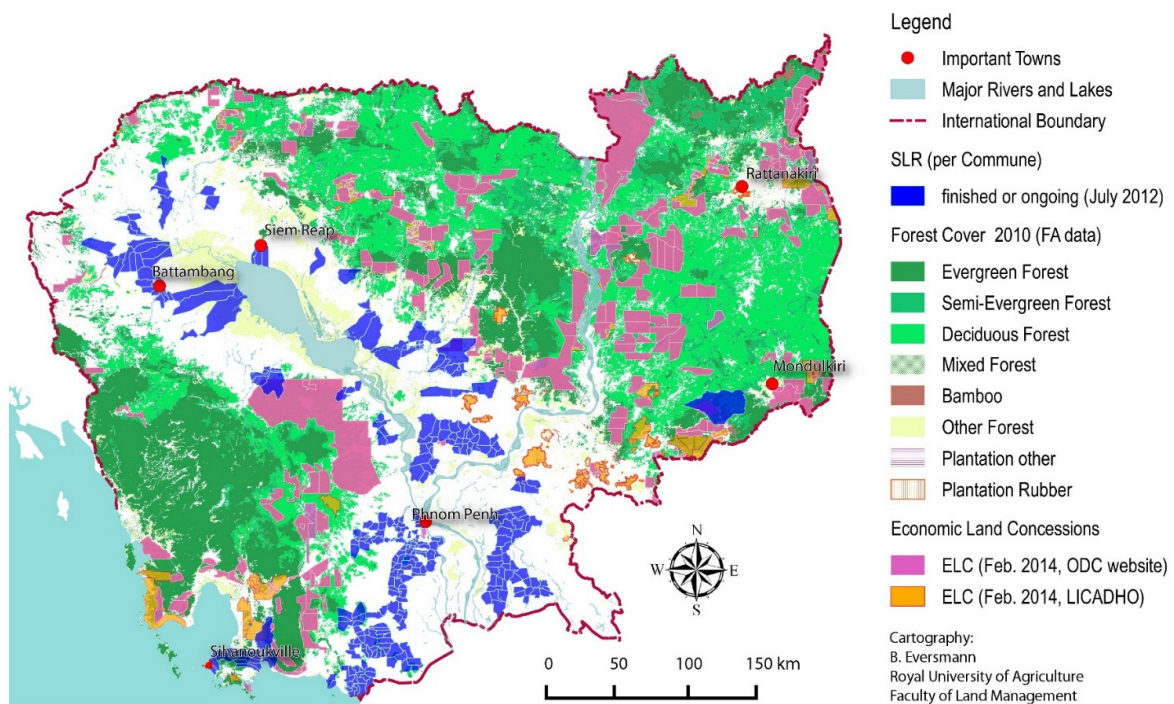 Legend
Important Towns
Major Rivers and Lakes
International Boundary
SLR (per Commune)
finished or ongoing (July 2012)
Forest Cover 2010 (FA data)
Evergreen Forest
Semi-Evergreen Forest
Deciduous Forest
Mixed Forest
Bamboo
Other Forest
Plantation other
Plantation Rubber
Economic Land Concessions
ELC (Feb. 2014, ODC website)
ELC (Feb. 2014, LICADHO)
Cartography:
B. Eversmann
Royal University of Agriculture
Faculty of Land Management
Rattanakiri
Siem Reap
Battambang
Mondulkiri
Phnom Penh
Sihanoukville
N
W E
S
0 50 100 150 km